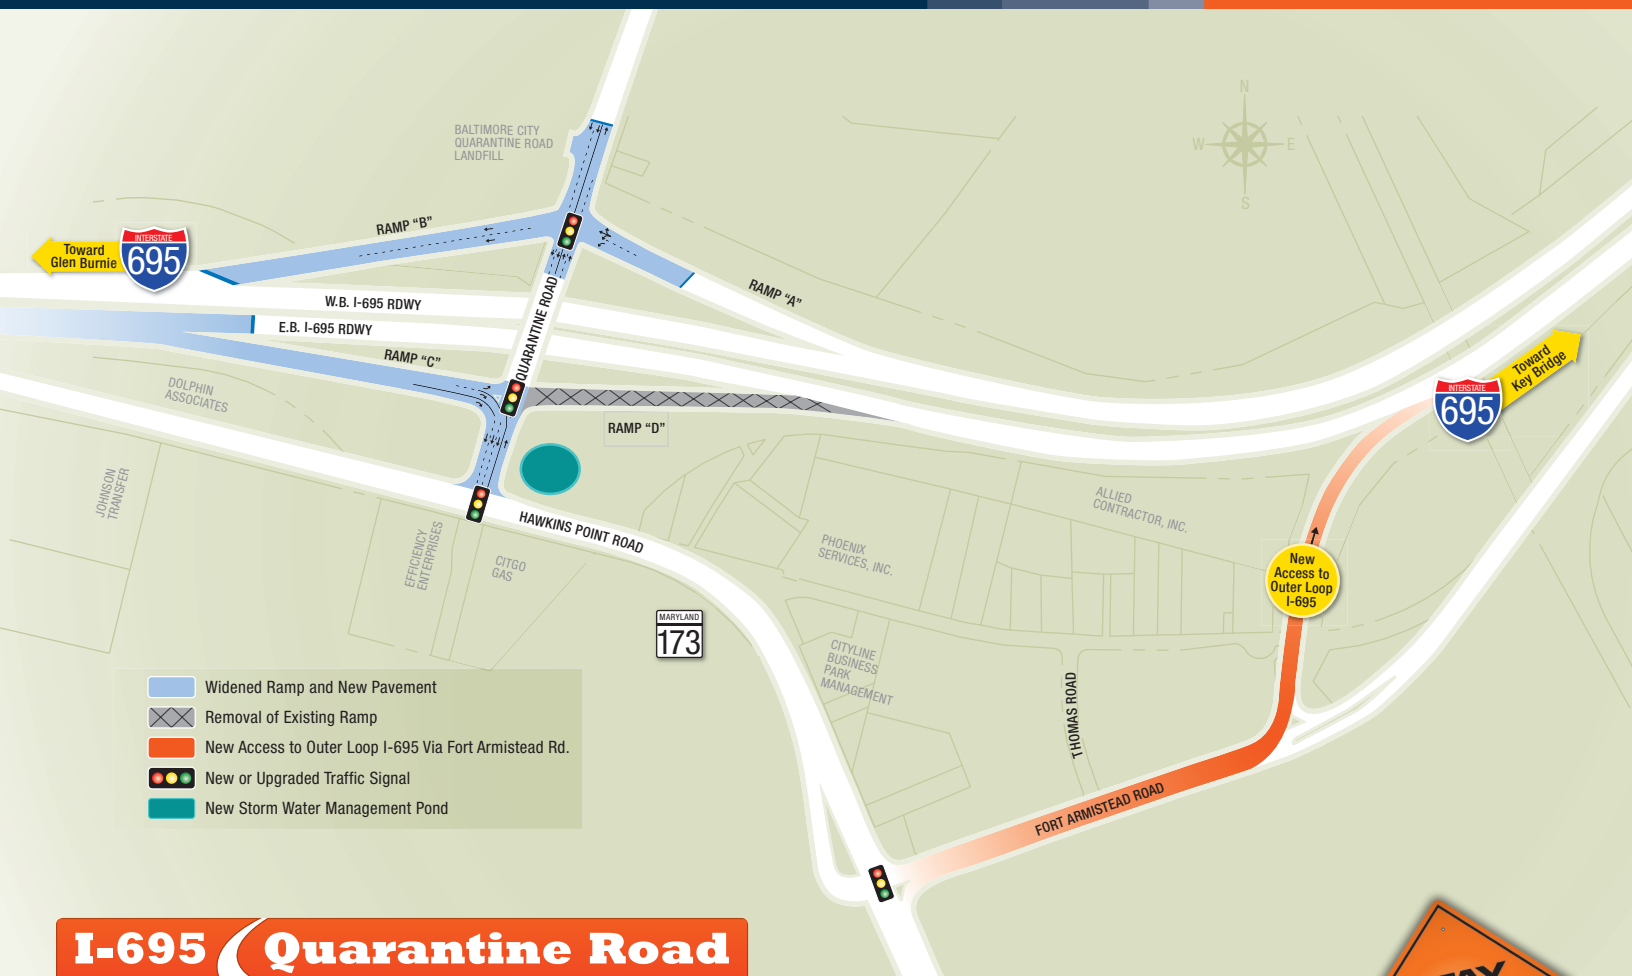 BALTIMORE CITY
QUARANTINE ROAD
LANDFILL
N
W
E
S
RAMP “B”
Toward
Glen Burnie
INTERSTATE
695
RAMP “A”
W.B. I-695 RDWY
E.B. I-695 RDWY
QUARANTINE ROAD
RAMP “C”
Toward
Key Bridge
INTERSTATE
695
DOLPHIN
ASSOCIATES
RAMP “D”
JOHNSON
TRANSFER
HAWKINS POINT ROAD
EFFICIENCY
ENTERPRISES
CITGO
GAS
PHOENIX
SERVICES, INC.
ALLIED
CONTRACTOR, INC.
New
Access to
Outer Loop
I-695
MARYLAND
173
CITYLINE
BUSINESS
PARK
MANAGEMENT
THOMAS ROAD
FORT ARMISTEAD ROAD
Widened Ramp and New Pavement
Removal of Existing Ramp
New Access to Outer Loop I-695 Via Fort Armistead Rd.
New or Upgraded Traffic Signal
New Storm Water Management Pond
I-695 Quarantine Road